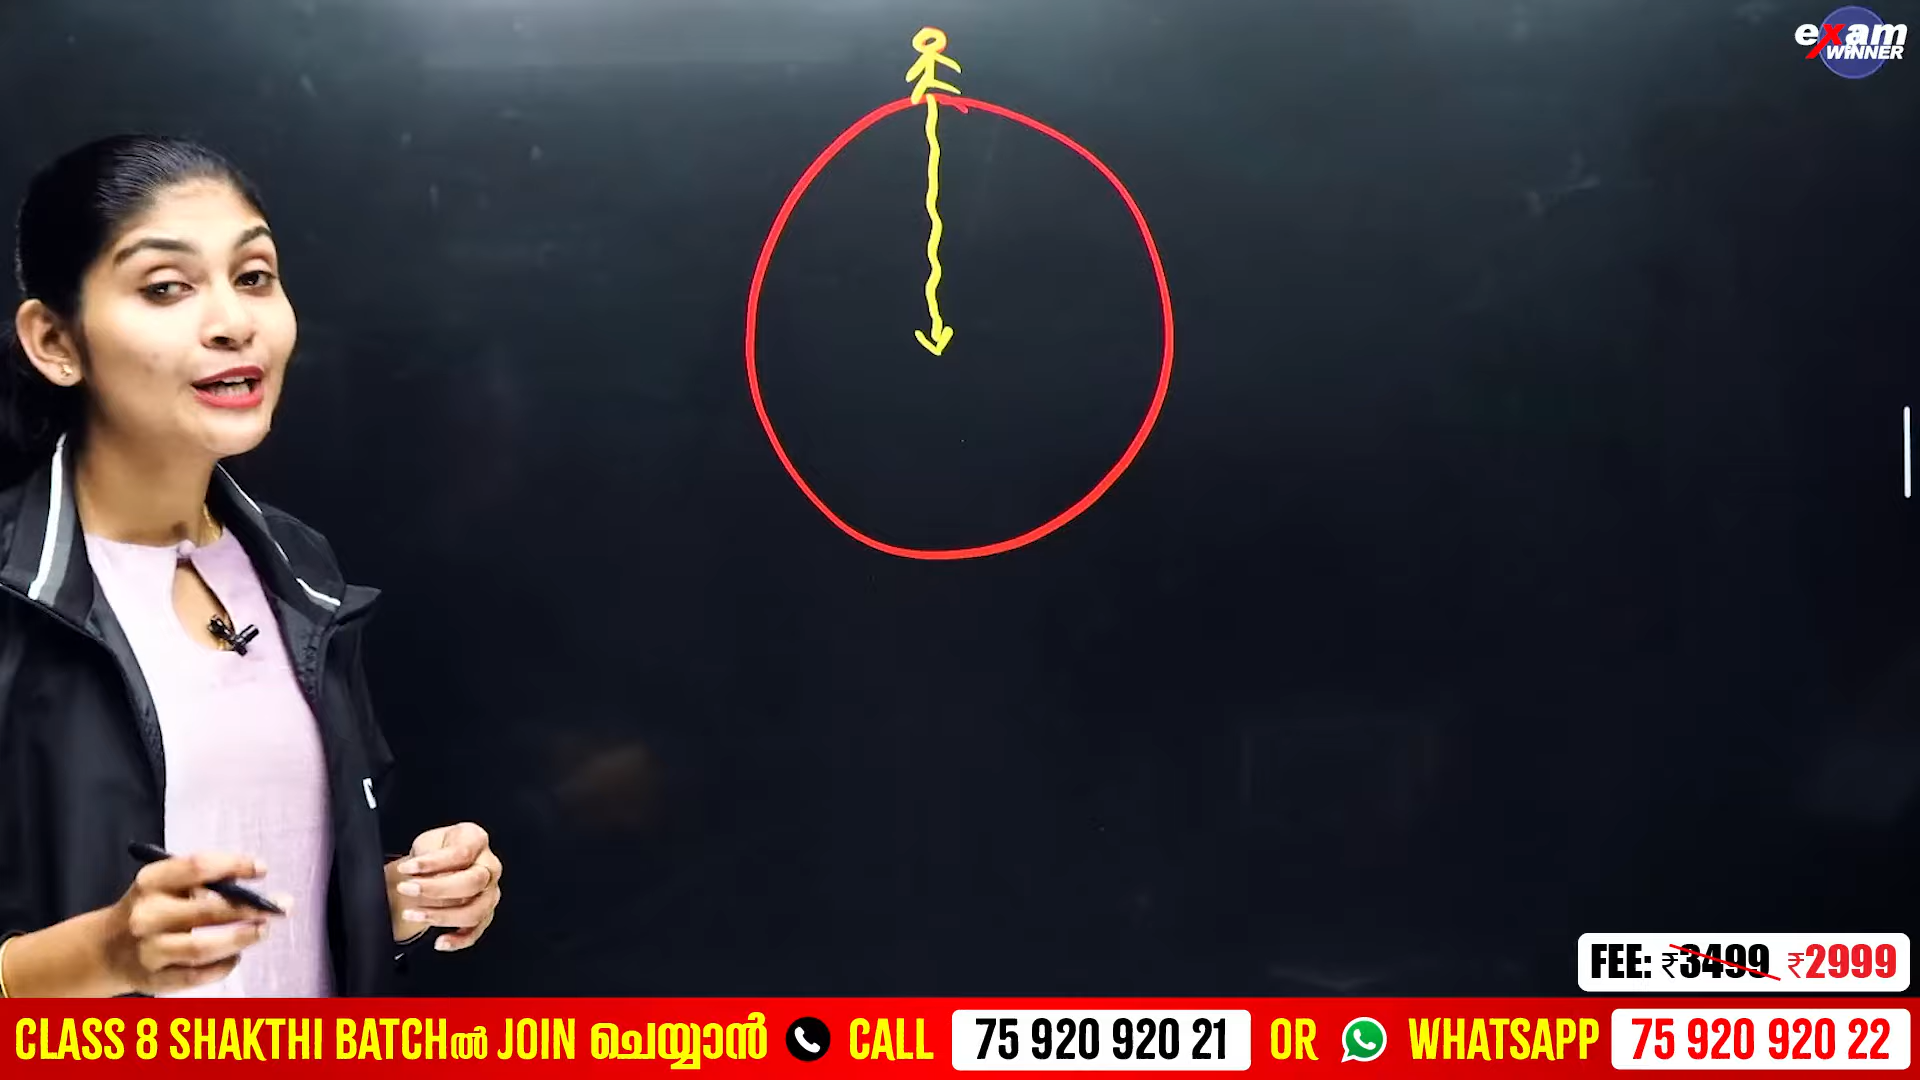 exam
WINNER
FEE: ₹3499 ₹2999
CLASS 8 SHAKTHI BATCHൽ JOIN ചെയ്യാൻ CALL 75 920 920 21 OR WHATSAPP 75 920 920 22